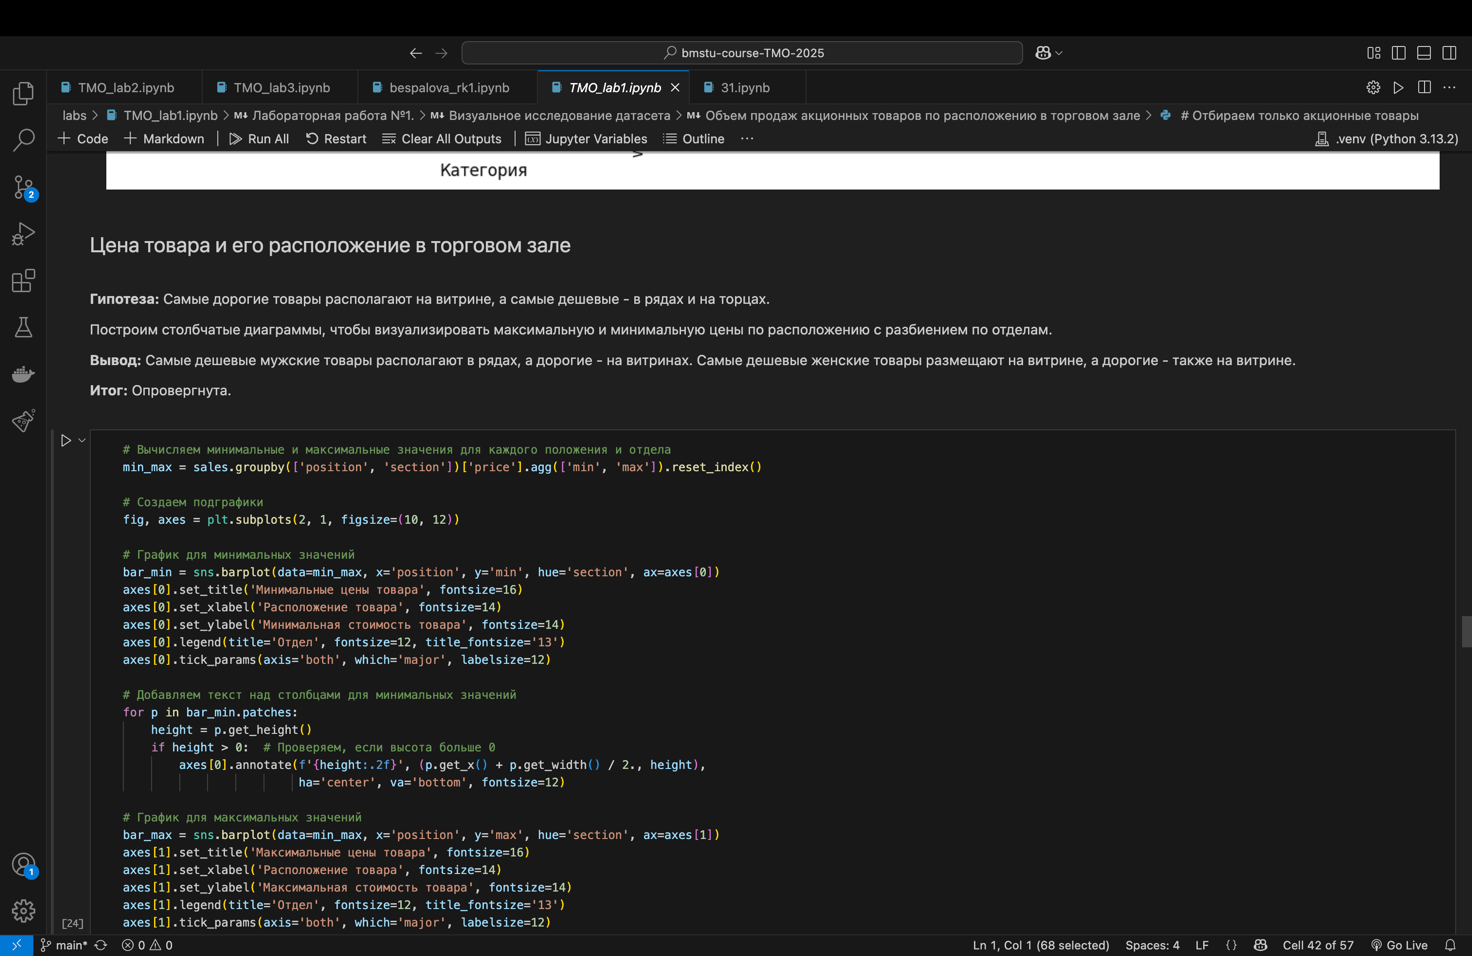 bmstu-course-TMO-2025
TMO_lab2.ipynb TMO_lab3.ipynb bespalova_rk1.ipynb TMO_lab1.ipynb 31.ipynb
labs > TMO_lab1.ipynb > M↓ Лабораторная работа №1. > M↓ Визуальное исследование датасета > M↓ Объем продаж акционных товаров по расположению в торговом зале > # Отбираем только акционные товары
+ Code + Markdown Run All Restart Clear All Outputs Jupyter Variables Outline ... .venv (Python 3.13.2)
Категория
Цена товара и его расположение в торговом зале
Гипотеза: Самые дорогие товары располагают на витрине, а самые дешевые - в рядах и на торцах.
Построим столбчатые диаграммы, чтобы визуализировать максимальную и минимальную цены по расположению с разбиением по отделам.
Вывод: Самые дешевые мужские товары располагают в рядах, а дорогие - на витринах. Самые дешевые женские товары размещают на витрине, а дорогие - также на витрине.
Итог: Опровергнута.
# Вычисляем минимальные и максимальные значения для каждого положения и отдела
min_max = sales.groupby(['position', 'section'])['price'].agg(['min', 'max']).reset_index()
# Создаем подграфики
fig, axes = plt.subplots(2, 1, figsize=(10, 12))
# График для минимальных значений
bar_min = sns.barplot(data=min_max, x='position', y='min', hue='section', ax=axes[0])
axes[0].set_title('Минимальные цены товара', fontsize=16)
axes[0].set_xlabel('Расположение товара', fontsize=14)
axes[0].set_ylabel('Минимальная стоимость товара', fontsize=14)
axes[0].legend(title='Отдел', fontsize=12, title_fontsize='13')
axes[0].tick_params(axis='both', which='major', labelsize=12)
# Добавляем текст над столбцами для минимальных значений
for p in bar_min.patches:
height = p.get_height()
if height > 0:  # Проверяем, если высота больше 0
axes[0].annotate(f'{height:.2f}', (p.get_x() + p.get_width() / 2., height),
ha='center', va='bottom', fontsize=12)
# График для максимальных значений
bar_max = sns.barplot(data=min_max, x='position', y='max', hue='section', ax=axes[1])
axes[1].set_title('Максимальные цены товара', fontsize=16)
axes[1].set_xlabel('Расположение товара', fontsize=14)
axes[1].set_ylabel('Максимальная стоимость товара', fontsize=14)
axes[1].legend(title='Отдел', fontsize=12, title_fontsize='13')
axes[1].tick_params(axis='both', which='major', labelsize=12)
[24]
2
1
main* 0 0 Ln 1, Col 1 (68 selected) Spaces: 4 LF {} Cell 42 of 57 Go Live